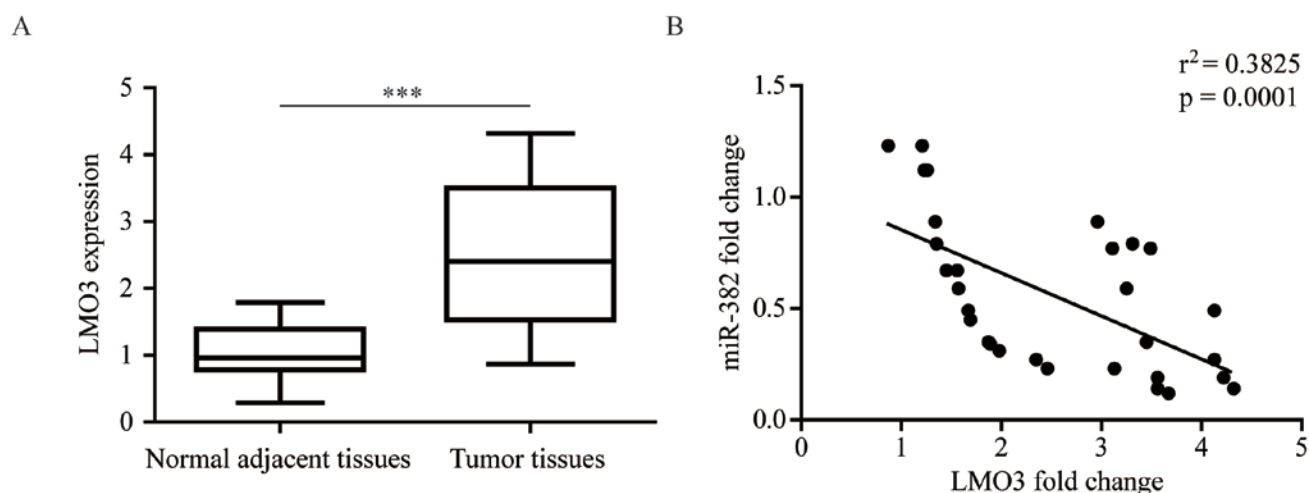 A
LMO3 expression
5
4
3
2
1
0
***
Normal adjacent tissues
Tumor tissues
B
r² = 0.3825
p = 0.0001
miR-382 fold change
1.5
1.0
0.5
0.0
0 1 2 3 4 5
LMO3 fold change